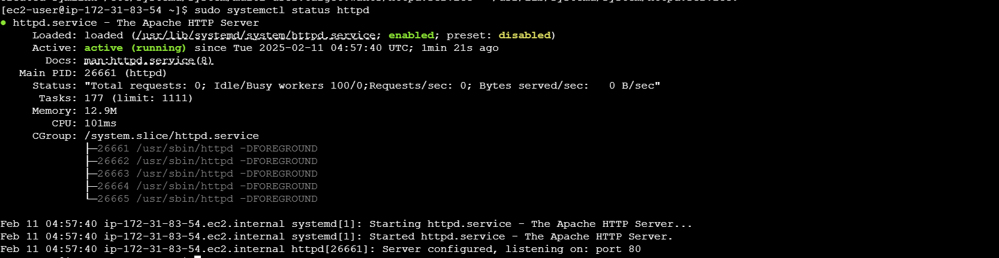 [ec2-user@ip-172-31-83-54 ~]$ sudo systemctl status httpd
● httpd.service - The Apache HTTP Server
     Loaded: loaded (/usr/lib/systemd/system/httpd.service; enabled; preset: disabled)
     Active: active (running) since Tue 2025-02-11 04:57:40 UTC; 1min 21s ago
       Docs: man:httpd.service(8)
   Main PID: 26661 (httpd)
     Status: "Total requests: 0; Idle/Busy workers 100/0;Requests/sec: 0; Bytes served/sec:   0 B/sec"
      Tasks: 177 (limit: 1111)
     Memory: 12.9M
        CPU: 101ms
     CGroup: /system.slice/httpd.service
             ├─26661 /usr/sbin/httpd -DFOREGROUND
             ├─26662 /usr/sbin/httpd -DFOREGROUND
             ├─26663 /usr/sbin/httpd -DFOREGROUND
             ├─26664 /usr/sbin/httpd -DFOREGROUND
             └─26665 /usr/sbin/httpd -DFOREGROUND
Feb 11 04:57:40 ip-172-31-83-54.ec2.internal systemd[1]: Starting httpd.service - The Apache HTTP Server...
Feb 11 04:57:40 ip-172-31-83-54.ec2.internal systemd[1]: Started httpd.service - The Apache HTTP Server.
Feb 11 04:57:40 ip-172-31-83-54.ec2.internal httpd[26661]: Server configured, listening on: port 80